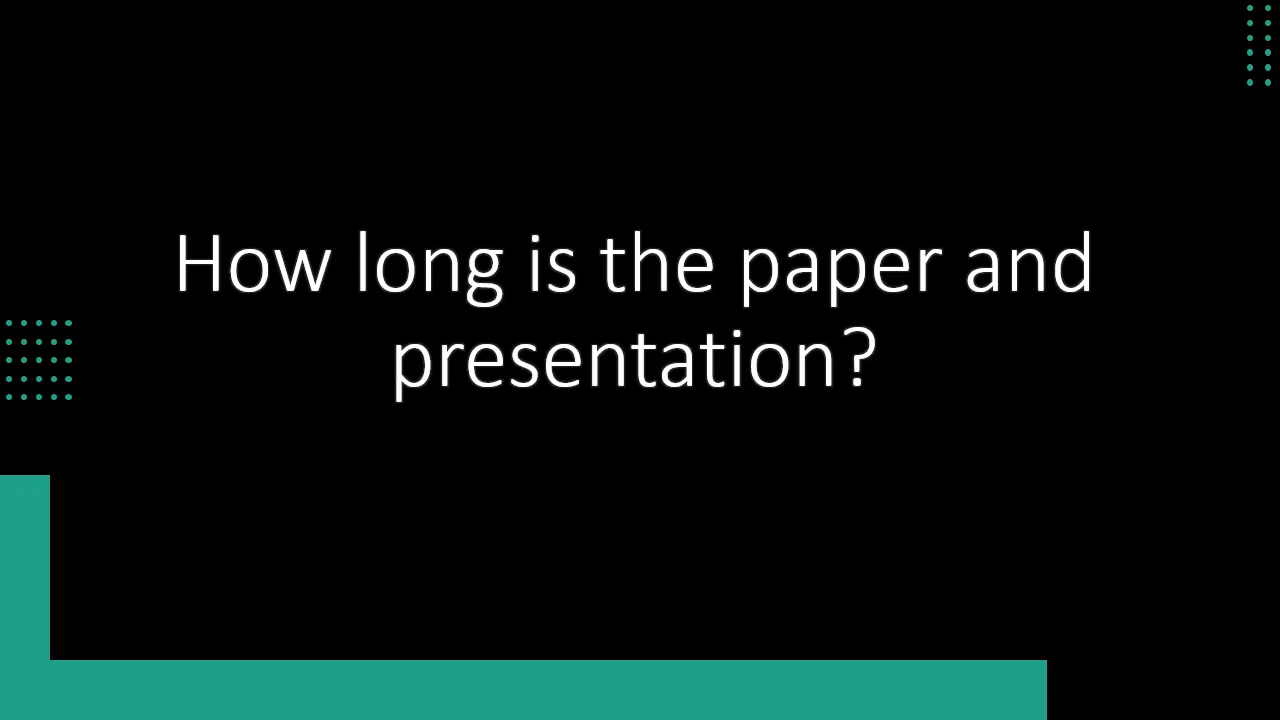 How long is the paper and
presentation?